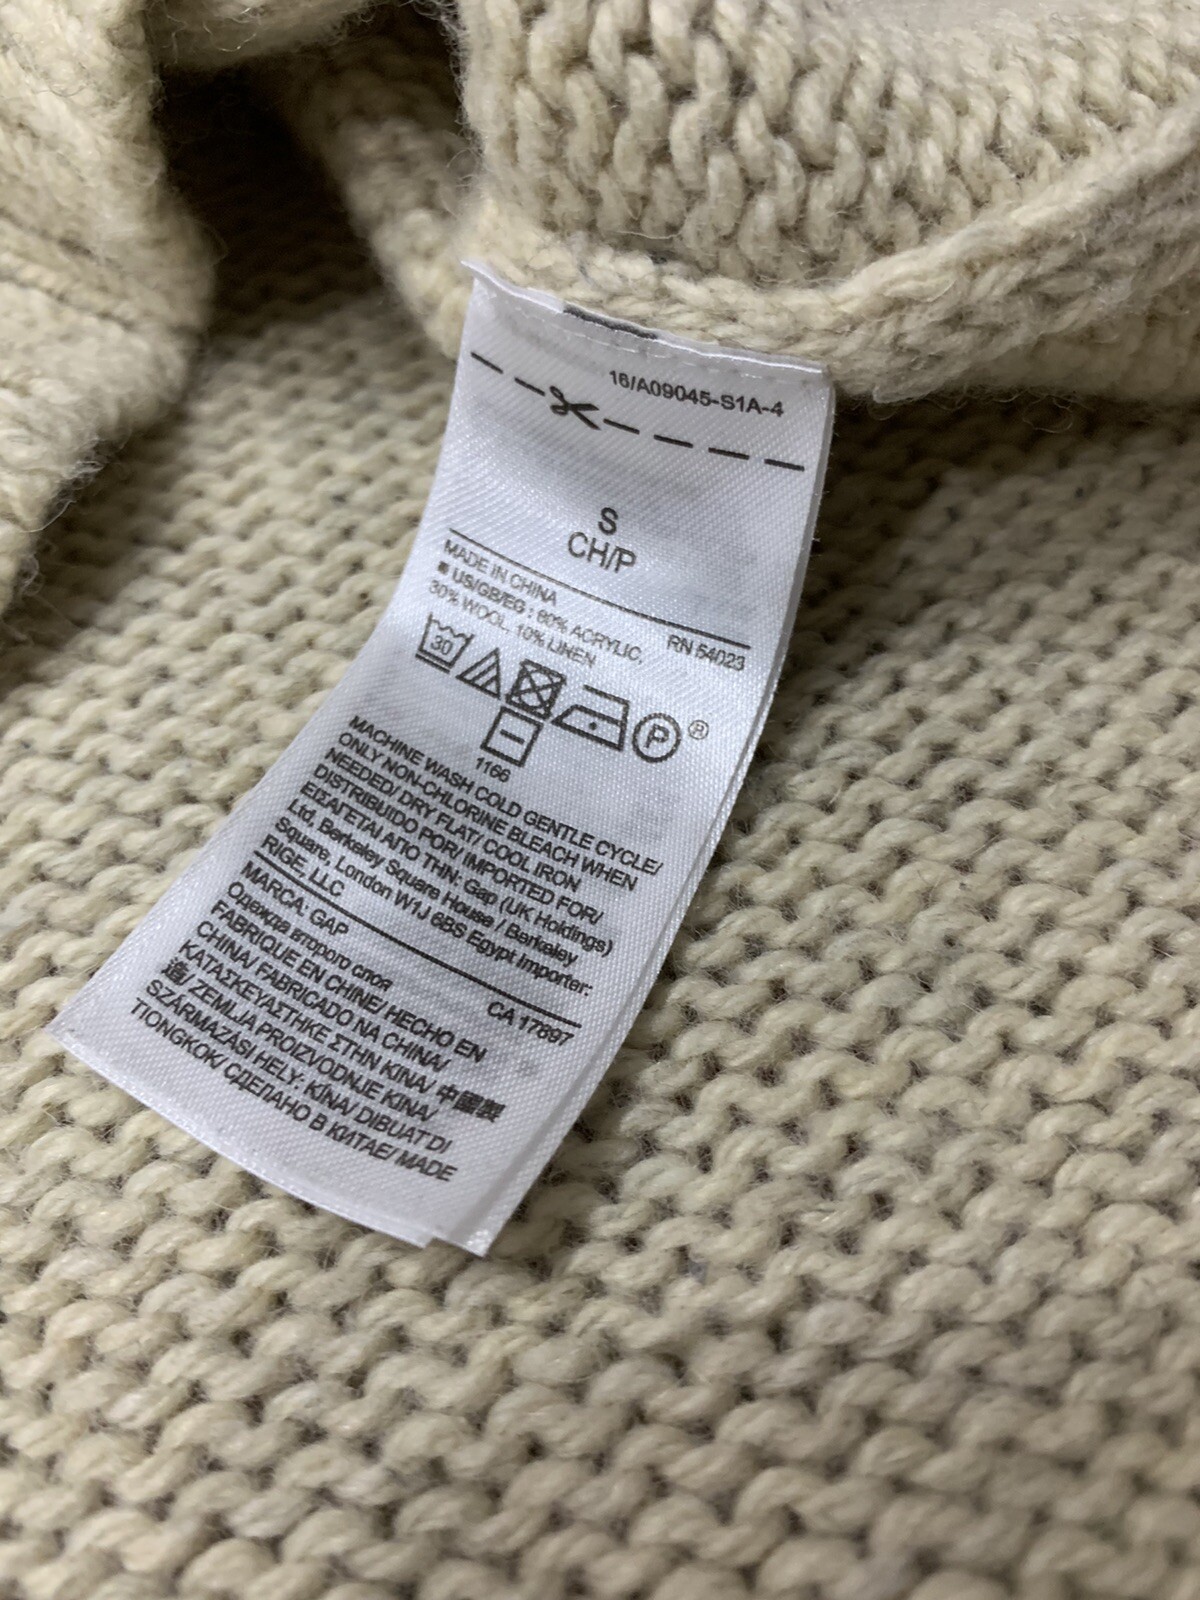 16/A09045-S1A-4
S
CH/P
MADE IN CHINA
RN 54023
■ US/GB/EG : 60% ACRYLIC,
30% WOOL, 10% LINEN
30
P ®
1166
MACHINE WASH COLD GENTLE CYCLE/
ONLY NON-CHLORINE BLEACH WHEN
NEEDED/ DRY FLAT/ COOL IRON
DISTRIBUIDO POR/ IMPORTED FOR/
ΕΙΣΑΓΕΤΑΙ ΑΠΟ ΤΗΝ: Gap (UK Holdings)
Ltd, Berkeley Square House / Berkeley
Square, London W1J 6BS Egypt Importer:
RIGE, LLC
MARCA: GAP
CA 17897
Одежда второго слоя
FABRIQUE EN CHINE/ HECHO EN
CHINA/ FABRICADO NA CHINA/
ΚΑΤΑΣΚΕΥΑΣΤΗΚΕ ΣΤΗΝ ΚΙΝΑ/ 中國製
造/ ZEMLJA PROIZVODNJE KINA/
SZÁRMAZÁSI HELY: KÍNA/ DIBUAT DI
TIONGKOK/ СДЕЛАНО В КИТАЕ/ MADE